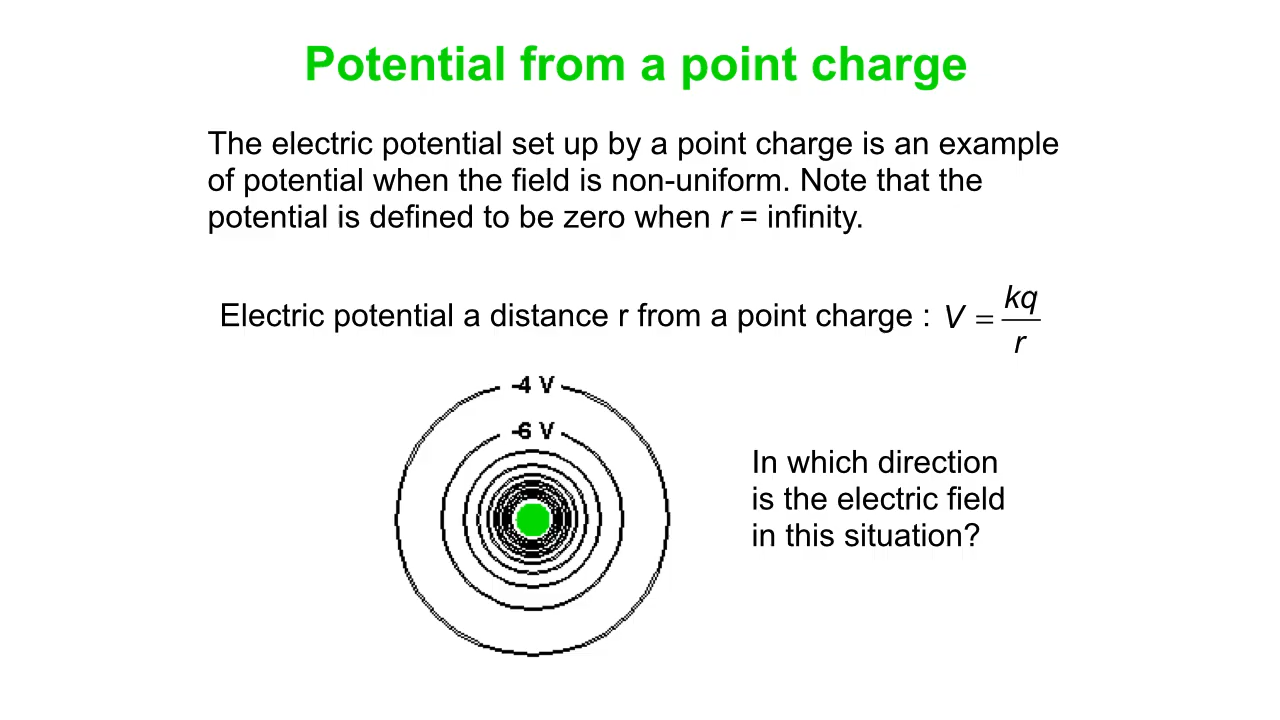 Potential from a point charge
The electric potential set up by a point charge is an example
of potential when the field is non-uniform. Note that the
potential is defined to be zero when r = infinity.
Electric potential a distance r from a point charge : V = kq/r
-4 V
-6 V
In which direction
is the electric field
in this situation?